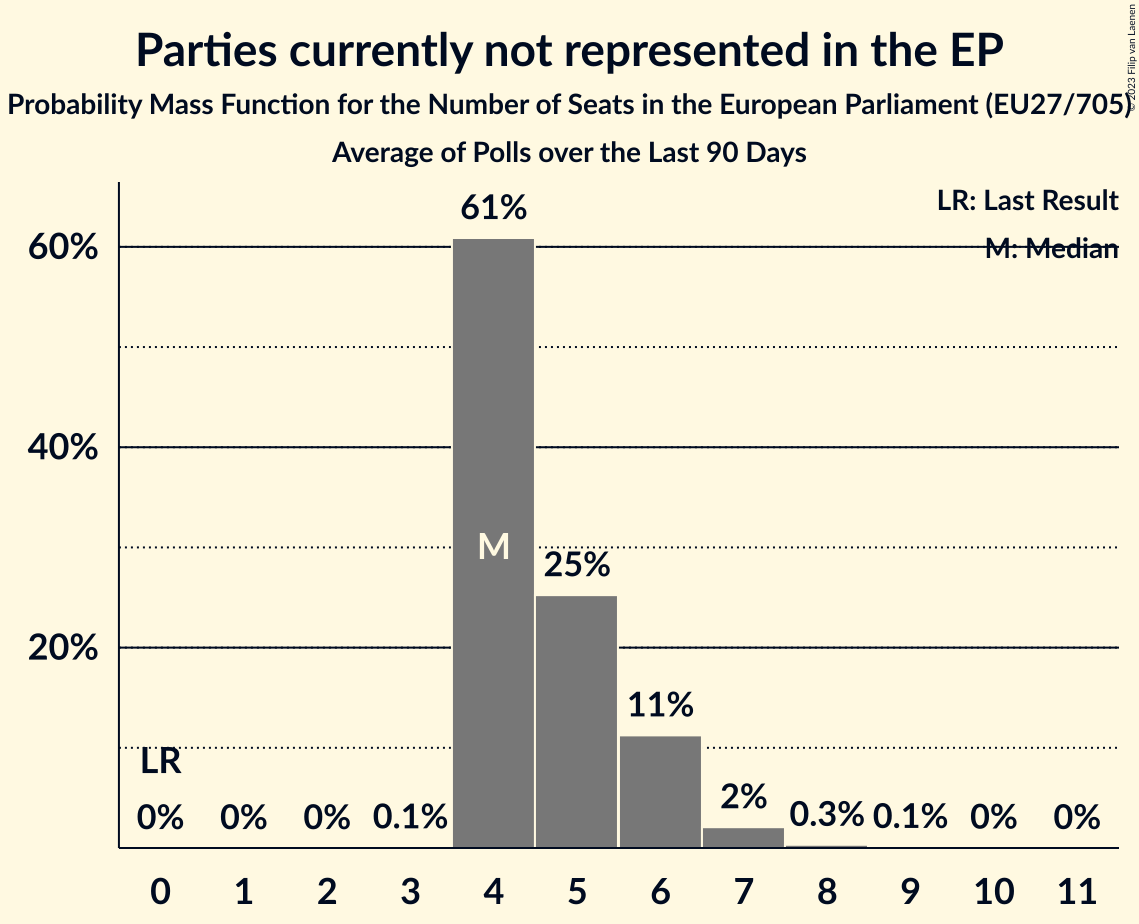 Parties currently not represented in the EP
Probability Mass Function for the Number of Seats in the European Parliament (EU27/705)
Average of Polls over the Last 90 Days
© 2023 Filip van Laenen
LR: Last Result
M: Median
60%
40%
20%
61%
M
25%
11%
LR
0%
0%
0%
0.1%
2%
0.3%
0.1%
0%
0%
0 1 2 3 4 5 6 7 8 9 10 11